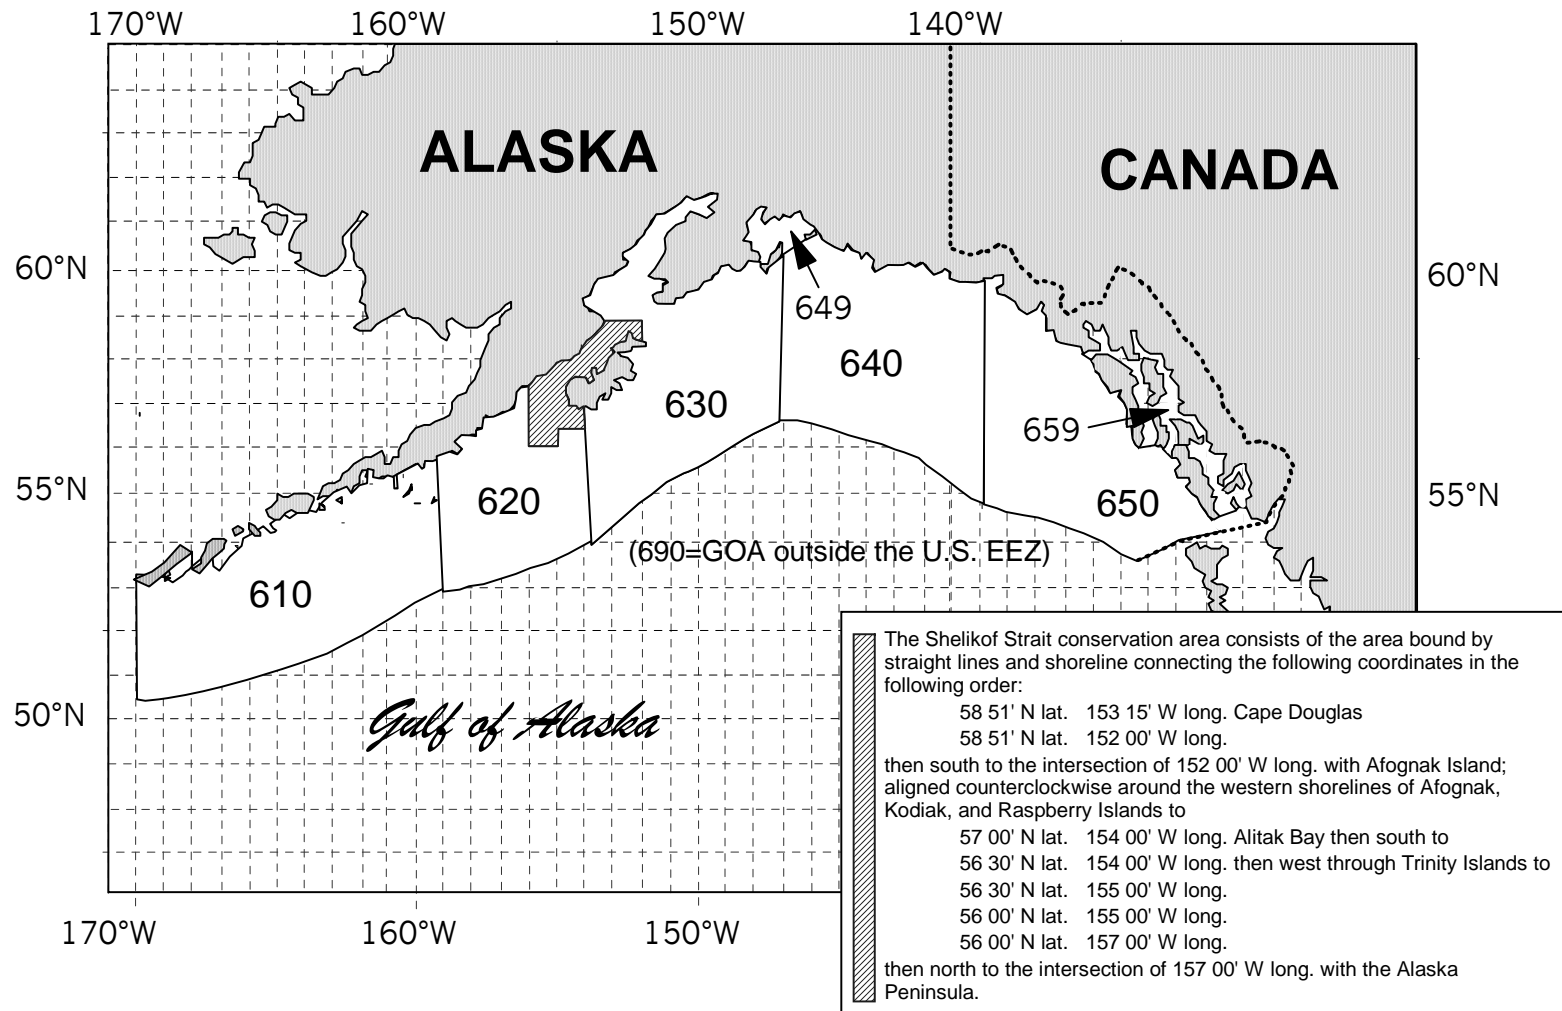 170°W 160°W 150°W 140°W
ALASKA
CANADA
60°N
60°N
649
640
630
659
55°N
55°N
620
650
(690=GOA outside the U.S. EEZ)
610
50°N
Gulf of Alaska
170°W 160°W 150°W
The Shelikof Strait conservation area consists of the area bound by
straight lines and shoreline connecting the following coordinates in the
following order:
58 51' N lat. 153 15' W long. Cape Douglas
58 51' N lat. 152 00' W long.
then south to the intersection of 152 00' W long. with Afognak Island;
aligned counterclockwise around the western shorelines of Afognak,
Kodiak, and Raspberry Islands to
57 00' N lat. 154 00' W long. Alitak Bay then south to
56 30' N lat. 154 00' W long. then west through Trinity Islands to
56 30' N lat. 155 00' W long.
56 00' N lat. 155 00' W long.
56 00' N lat. 157 00' W long.
then north to the intersection of 157 00' W long. with the Alaska
Peninsula.